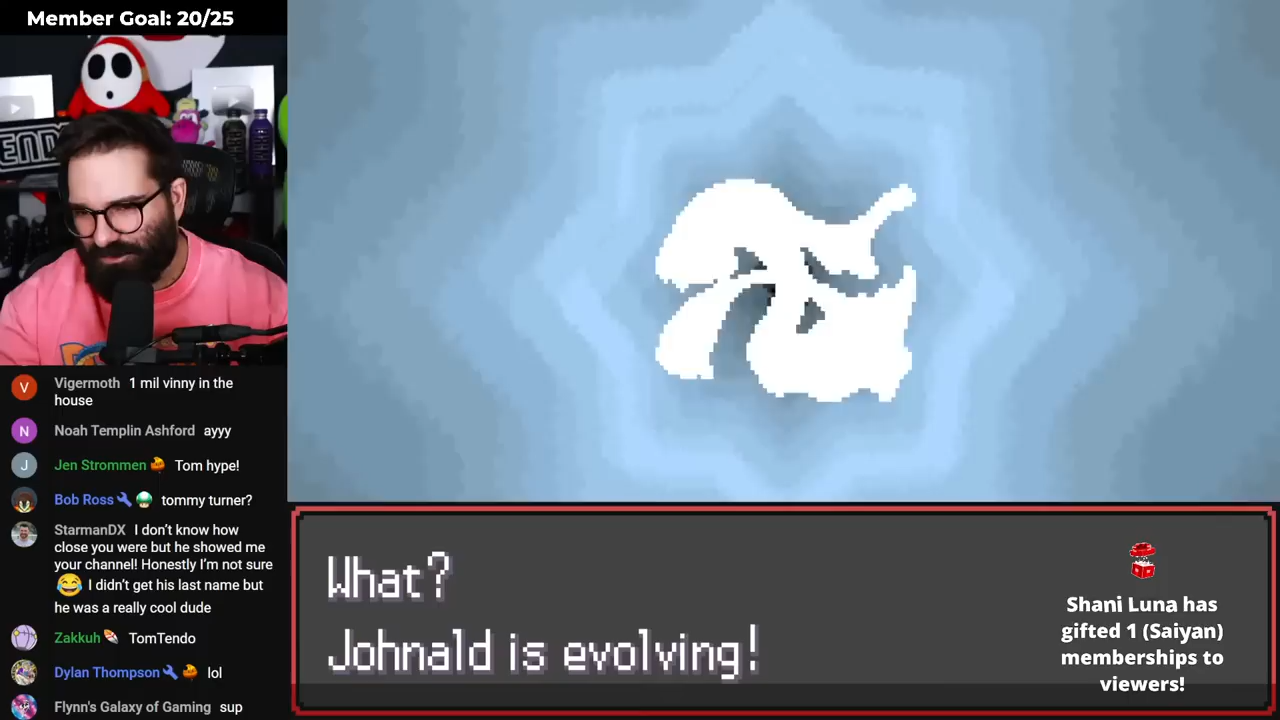 Member Goal: 20/25
END
Vigermoth 1 mil vinny in the
house
Noah Templin Ashford ayyy
Jen Strommen Tom hype!
Bob Ross tommy turner?
StarmanDX I don't know how
close you were but he showed me
your channel! Honestly I'm not sure
😂 I didn't get his last name but
he was a really cool dude
Zakkuh TomTendo
Dylan Thompson lol
Flynn's Galaxy of Gaming sup
V
N
J
What?
Johnald is evolving!
Shani Luna has
gifted 1 (Saiyan)
memberships to
viewers!